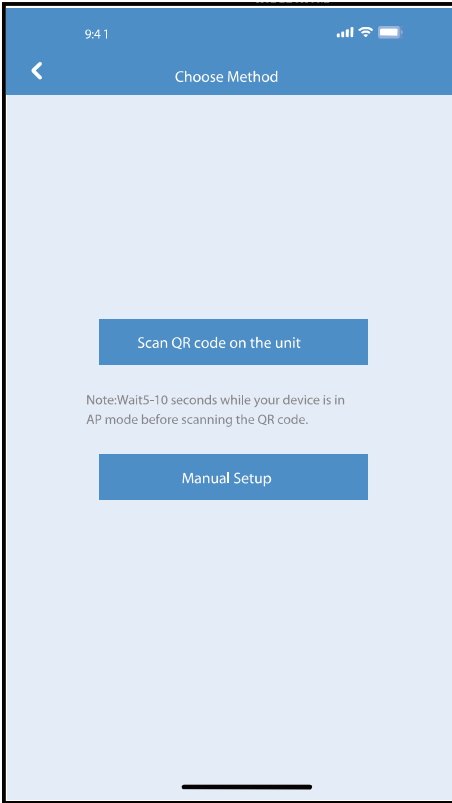 9:41
Choose Method
Scan QR code on the unit
Note:Wait5-10 seconds while your device is in
AP mode before scanning the QR code.
Manual Setup